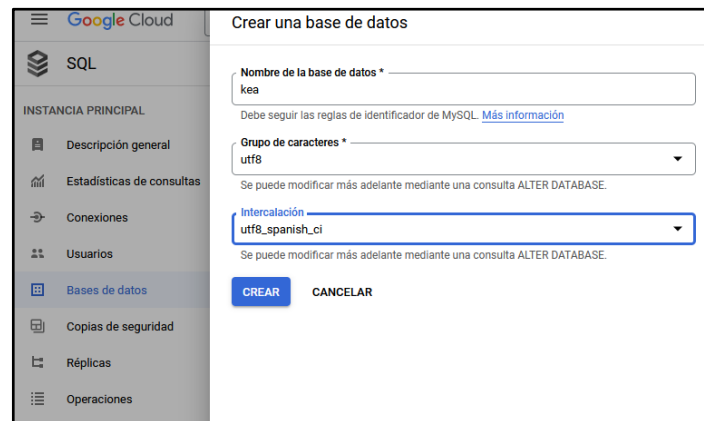 Google Cloud
SQL
INSTANCIA PRINCIPAL
Descripción general
Estadísticas de consultas
Conexiones
Usuarios
Bases de datos
Copias de seguridad
Réplicas
Operaciones
Crear una base de datos
Nombre de la base de datos *
kea
Debe seguir las reglas de identificador de MySQL. Más información
Grupo de caracteres *
utf8
Se puede modificar más adelante mediante una consulta ALTER DATABASE.
Intercalación
utf8_spanish_ci
Se puede modificar más adelante mediante una consulta ALTER DATABASE.
CREAR CANCELAR